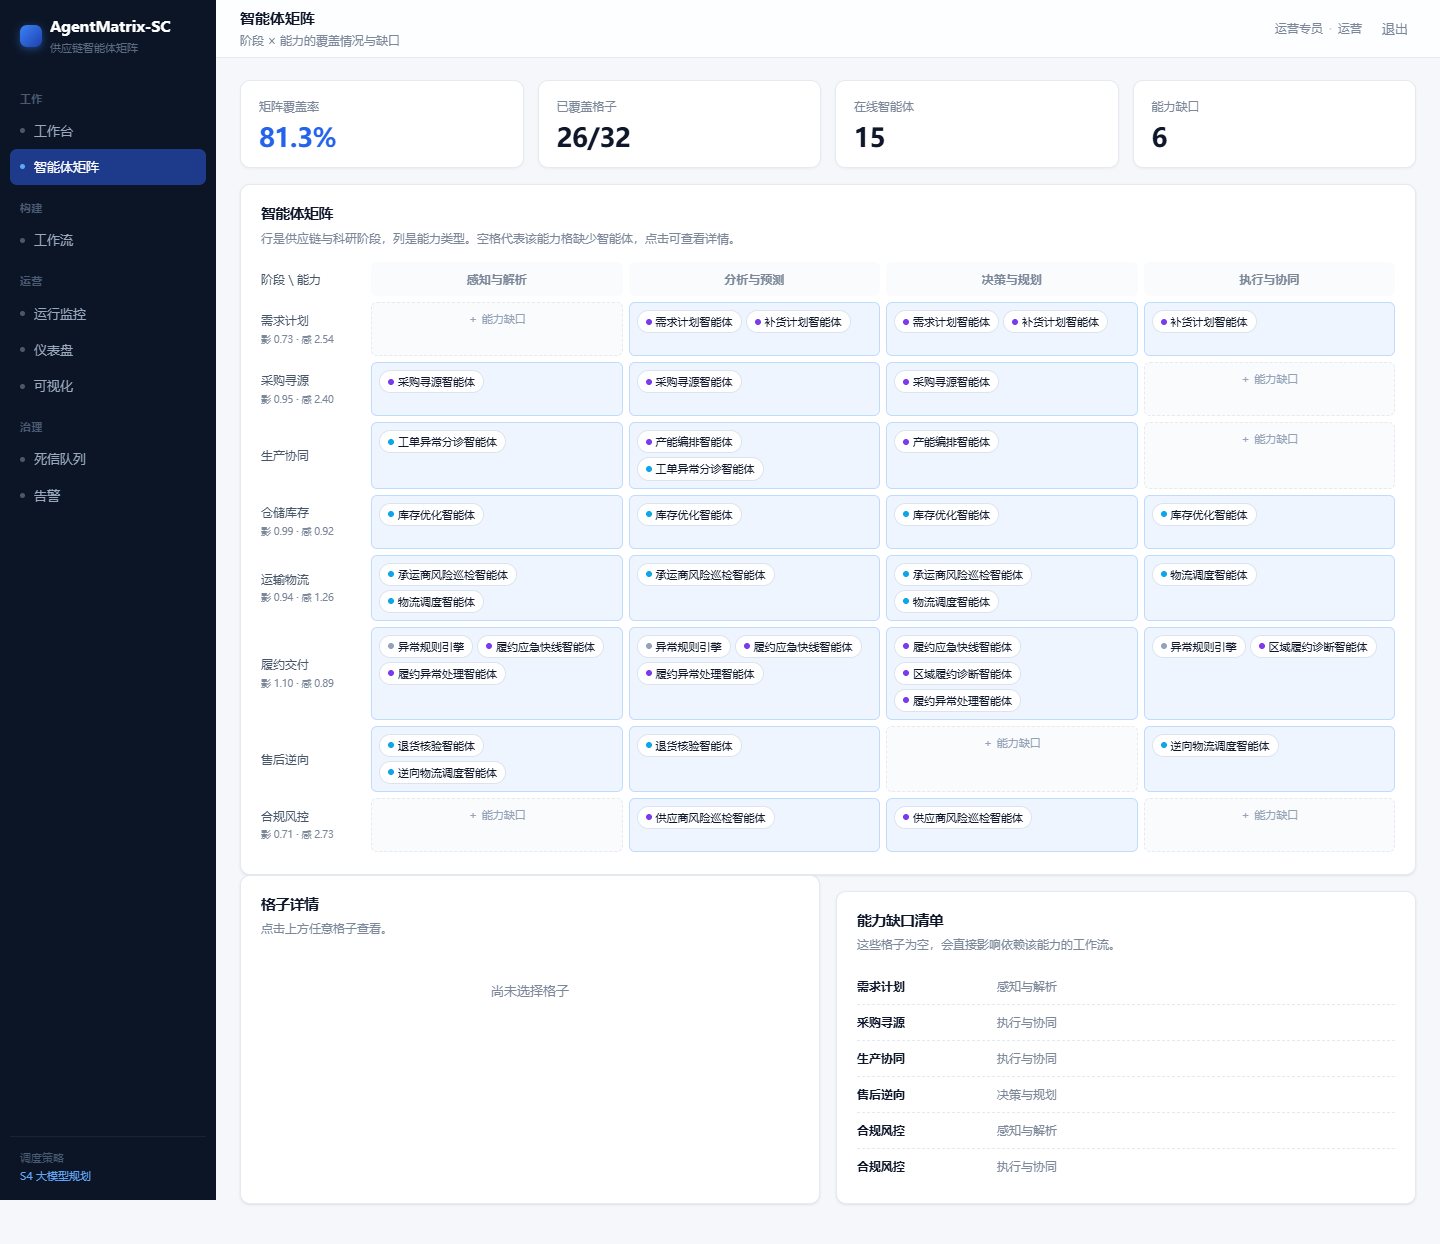 AgentMatrix-SC
供应链智能体矩阵
工作
工作台
智能体矩阵
构建
工作流
运营
运行监控
仪表盘
可视化
治理
死信队列
告警
调度策略
S4 大模型规划
智能体矩阵
阶段 × 能力的覆盖情况与缺口
运营专员 · 运营 退出
矩阵覆盖率
81.3%
已覆盖格子
26/32
在线智能体
15
能力缺口
6
智能体矩阵
行是供应链与科研阶段，列是能力类型。空格代表该能力格缺少智能体，点击可查看详情。
阶段 \ 能力 感知与解析 分析与预测 决策与规划 执行与协同
需求计划
影 0.73 · 感 2.54
+ 能力缺口
需求计划智能体 补货计划智能体
需求计划智能体 补货计划智能体
补货计划智能体
采购寻源
影 0.95 · 感 2.40
采购寻源智能体
采购寻源智能体
采购寻源智能体
+ 能力缺口
生产协同
工单异常分诊智能体
产能编排智能体
工单异常分诊智能体
产能编排智能体
+ 能力缺口
仓储库存
影 0.99 · 感 0.92
库存优化智能体
库存优化智能体
库存优化智能体
库存优化智能体
运输物流
影 0.94 · 感 1.26
承运商风险巡检智能体
物流调度智能体
承运商风险巡检智能体
承运商风险巡检智能体
物流调度智能体
物流调度智能体
履约交付
影 1.10 · 感 0.89
异常规则引擎 履约应急快线智能体
履约异常处理智能体
异常规则引擎 履约应急快线智能体
履约异常处理智能体
履约应急快线智能体
区域履约诊断智能体
履约异常处理智能体
异常规则引擎 区域履约诊断智能体
售后逆向
退货核验智能体
逆向物流调度智能体
退货核验智能体
+ 能力缺口
逆向物流调度智能体
合规风控
影 0.71 · 感 2.73
+ 能力缺口
供应商风险巡检智能体
供应商风险巡检智能体
+ 能力缺口
格子详情
点击上方任意格子查看。
尚未选择格子
能力缺口清单
这些格子为空，会直接影响依赖该能力的工作流。
需求计划 感知与解析
采购寻源 执行与协同
生产协同 执行与协同
售后逆向 决策与规划
合规风控 感知与解析
合规风控 执行与协同